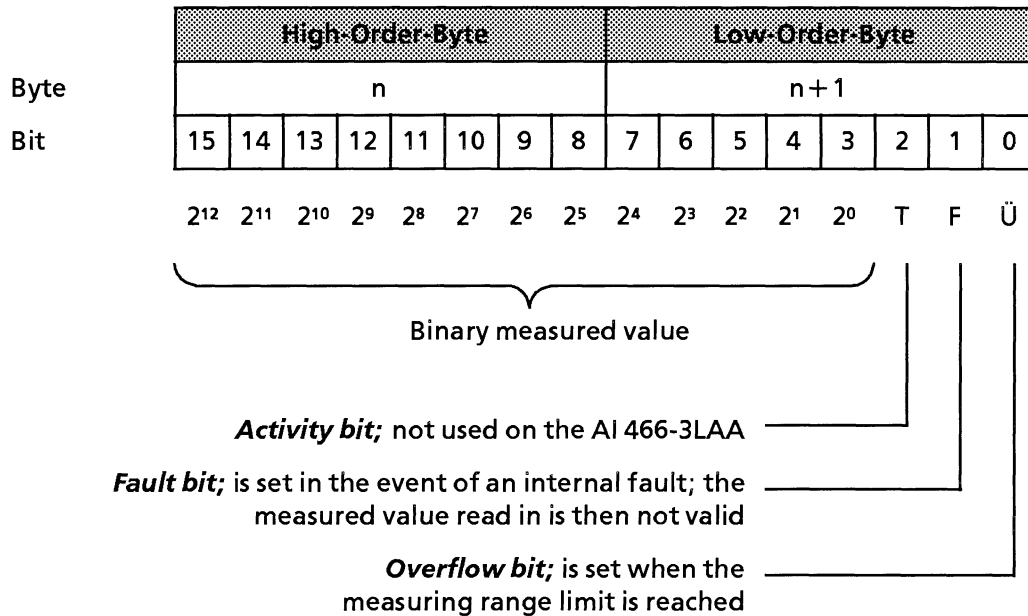 High-Order-Byte Low-Order-Byte
Byte n n+1
Bit 15 14 13 12 11 10 9 8 7 6 5 4 3 2 1 0
2¹² 2¹¹ 2¹⁰ 2⁹ 2⁸ 2⁷ 2⁶ 2⁵ 2⁴ 2³ 2² 2¹ 2⁰ T F Ü
Binary measured value
Activity bit; not used on the AI 466-3LAA
Fault bit; is set in the event of an internal fault; the
measured value read in is then not valid
Overflow bit; is set when the
measuring range limit is reached